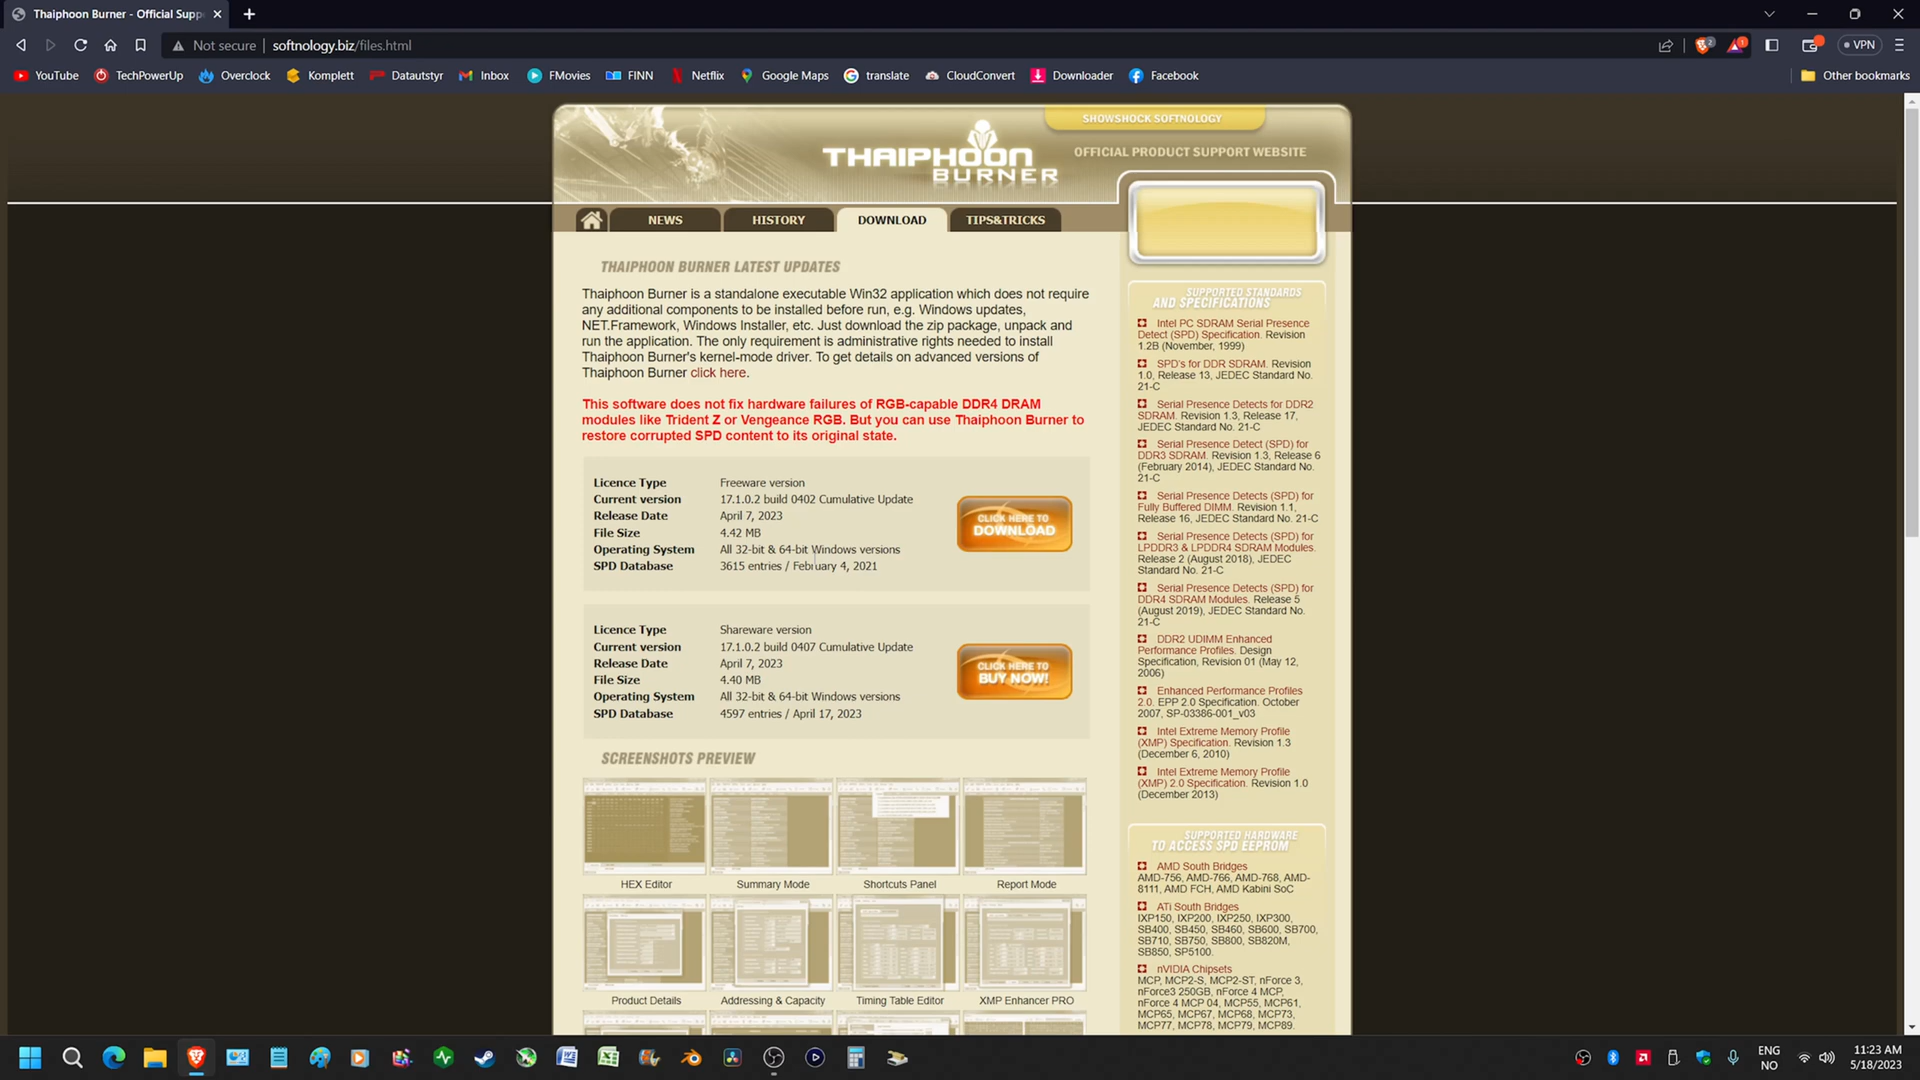 Thaiphoon Burner - Official Supp
Not secure
softnology.biz/files.html
VPN
YouTube
TechPowerUp
Overclock
Komplett
Datautstyr
Inbox
FMovies
FINN
Netflix
Google Maps
translate
CloudConvert
Downloader
Facebook
Other bookmarks
SHOWSHOCK SOFTNOLOGY
THAIPHOON
BURNER
OFFICIAL PRODUCT SUPPORT WEBSITE
NEWS
HISTORY
DOWNLOAD
TIPS&TRICKS
THAIPHOON BURNER LATEST UPDATES
Thaiphoon Burner is a standalone executable Win32 application which does not require
any additional components to be installed before run, e.g. Windows updates,
NET.Framework, Windows Installer, etc. Just download the zip package, unpack and
run the application. The only requirement is administrative rights needed to install
Thaiphoon Burner's kernel-mode driver. To get details on advanced versions of
Thaiphoon Burner click here.
This software does not fix hardware failures of RGB-capable DDR4 DRAM
modules like Trident Z or Vengeance RGB. But you can use Thaiphoon Burner to
restore corrupted SPD content to its original state.
Licence Type Freeware version
Current version 17.1.0.2 build 0402 Cumulative Update
Release Date April 7, 2023
File Size 4.42 MB
Operating System All 32-bit & 64-bit Windows versions
SPD Database 3615 entries / February 4, 2021
CLICK HERE TO
DOWNLOAD
Licence Type Shareware version
Current version 17.1.0.2 build 0407 Cumulative Update
Release Date April 7, 2023
File Size 4.40 MB
Operating System All 32-bit & 64-bit Windows versions
SPD Database 4597 entries / April 17, 2023
CLICK HERE TO
BUY NOW!
SCREENSHOTS PREVIEW
HEX Editor
Summary Mode
Shortcuts Panel
Report Mode
Product Details
Addressing & Capacity
Timing Table Editor
XMP Enhancer PRO
SUPPORTED STANDARDS
AND SPECIFICATIONS
Intel PC SDRAM Serial Presence
Detect (SPD) Specification. Revision
1.2B (November, 1999)
SPD's for DDR SDRAM. Revision
1.0, Release 13, JEDEC Standard No.
21-C
Serial Presence Detects for DDR2
SDRAM. Revision 1.3, Release 17,
JEDEC Standard No. 21-C
Serial Presence Detect (SPD) for
DDR3 SDRAM. Revision 1.3, Release 6
(February 2014), JEDEC Standard No.
21-C
Serial Presence Detects (SPD) for
Fully Buffered DIMM. Revision 1.1,
Release 16, JEDEC Standard No. 21-C
Serial Presence Detects (SPD) for
LPDDR3 & LPDDR4 SDRAM Modules.
Release 2 (August 2018), JEDEC
Standard No. 21-C
Serial Presence Detects (SPD) for
DDR4 SDRAM Modules. Release 5
(August 2019), JEDEC Standard No.
21-C
DDR2 UDIMM Enhanced
Performance Profiles. Design
Specification, Revision 01 (May 12,
2006)
Enhanced Performance Profiles
2.0. EPP 2.0 Specification. October
2007, SP-03386-001_v03
Intel Extreme Memory Profile
(XMP) Specification. Revision 1.3
(December 6, 2010)
Intel Extreme Memory Profile
(XMP) 2.0 Specification. Revision 1.0
(December 2013)
SUPPORTED HARDWARE
TO ACCESS SPD EEPROM
AMD South Bridges
AMD-756, AMD-766, AMD-768, AMD-
8111, AMD FCH, AMD Kabini SoC
ATi South Bridges
IXP150, IXP200, IXP250, IXP300,
SB400, SB450, SB460, SB600, SB700,
SB710, SB750, SB800, SB820M,
SB850, SP5100.
nVIDIA Chipsets
MCP, MCP2-S, MCP2-ST, nForce 3,
nForce3 250GB, nForce 4 MCP,
nForce 4 MCP 04, MCP55, MCP61,
MCP65, MCP67, MCP68, MCP73,
MCP77, MCP78, MCP79, MCP89.
ENG
NO
11:23 AM
5/18/2023